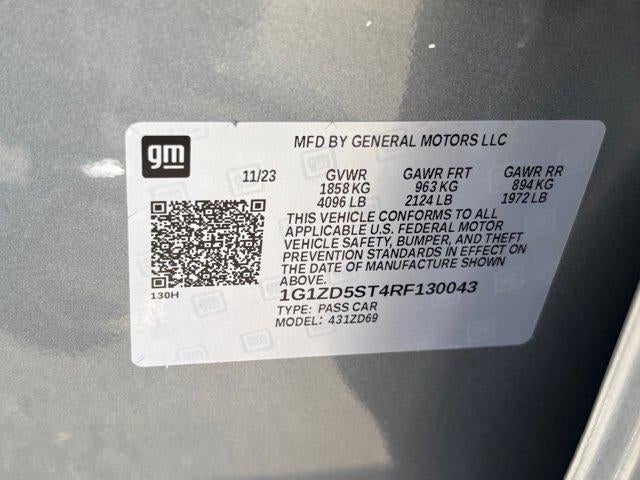 MFD BY GENERAL MOTORS LLC
gm
11/23 GVWR GAWR FRT GAWR RR
1858 KG 963 KG 894 KG
4096 LB 2124 LB 1972 LB
THIS VEHICLE CONFORMS TO ALL
APPLICABLE U.S. FEDERAL MOTOR
VEHICLE SAFETY, BUMPER, AND THEFT
PREVENTION STANDARDS IN EFFECT ON
THE DATE OF MANUFACTURE SHOWN
ABOVE.
130H
1G1ZD5ST4RF130043
TYPE: PASS CAR
MODEL: 431ZD69